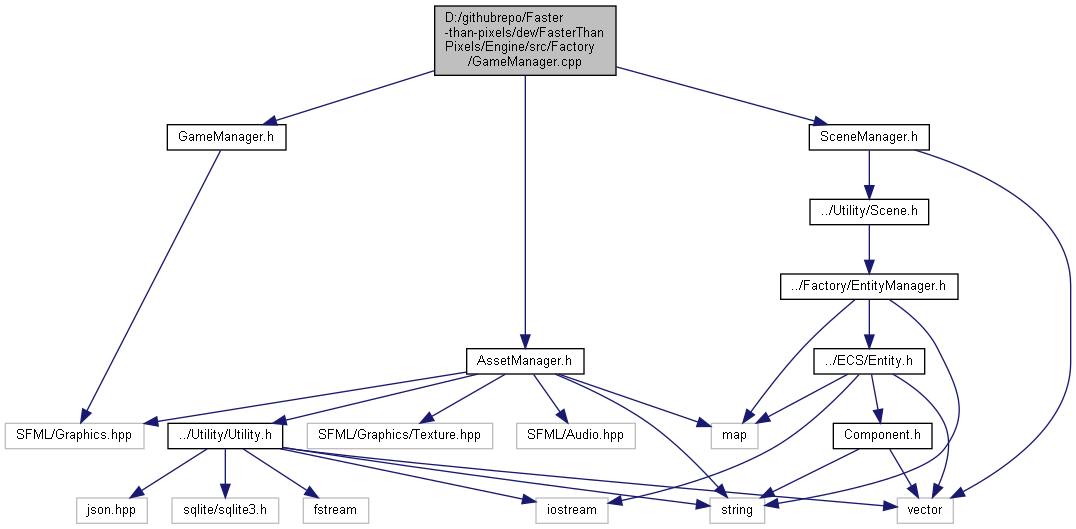 D:/githubrepo/Faster
-than-pixels/dev/FasterThan
Pixels/Engine/src/Factory
/GameManager.cpp
GameManager.h
SceneManager.h
../Utility/Scene.h
../Factory/EntityManager.h
AssetManager.h
../ECS/Entity.h
SFML/Graphics.hpp
../Utility/Utility.h
SFML/Graphics/Texture.hpp
SFML/Audio.hpp
map
Component.h
json.hpp
sqlite/sqlite3.h
fstream
iostream
string
vector